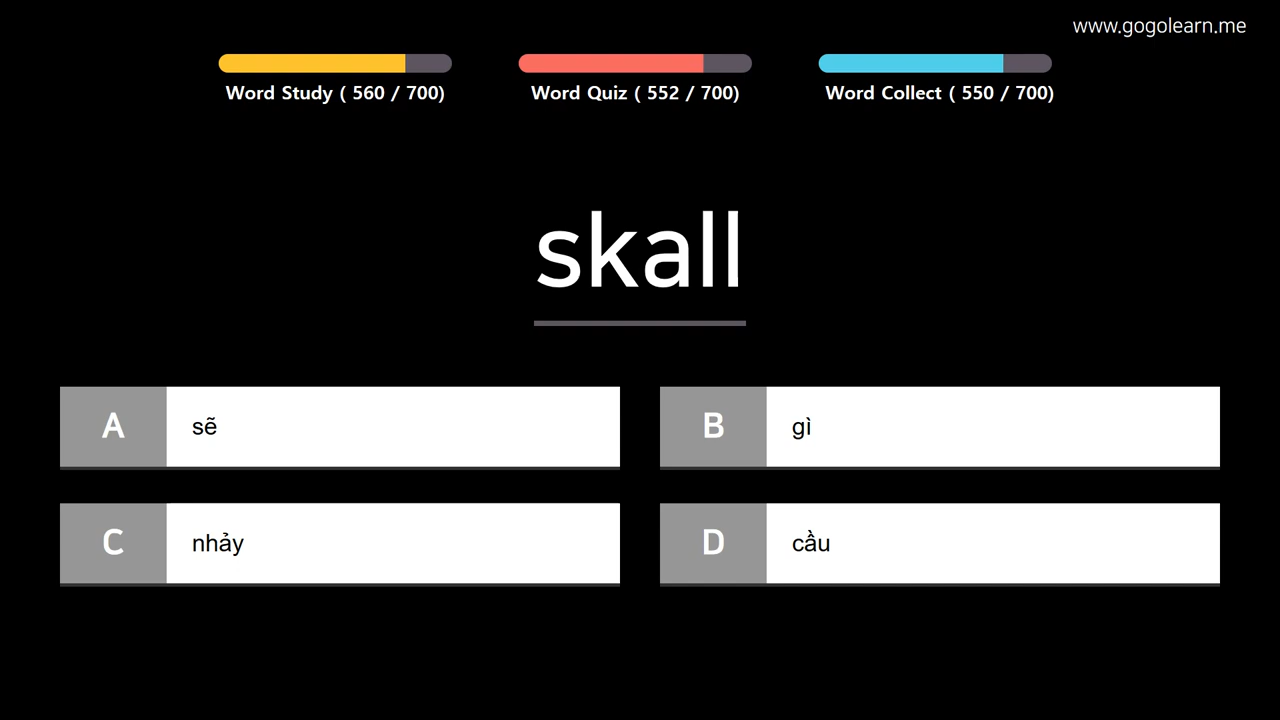 www.gogolearn.me
Word Study ( 560 / 700)
Word Quiz ( 552 / 700)
Word Collect ( 550 / 700)
skall
A sẽ
B gì
C nhảy
D cầu